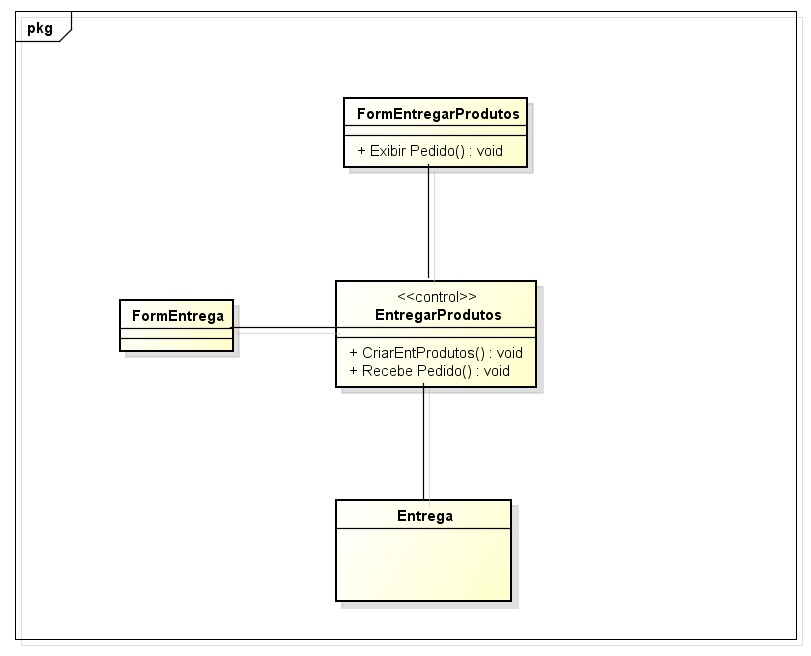 pkg
FormEntregarProdutos
+ Exibir Pedido() : void
FormEntrega
<<control>>
EntregarProdutos
+ CriarEntProdutos() : void
+ Recebe Pedido() : void
Entrega